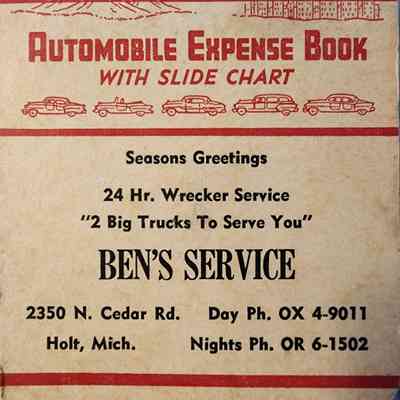 AUTOMOBILE EXPENSE BOOK
WITH SLIDE CHART
Seasons Greetings
24 Hr. Wrecker Service
"2 Big Trucks To Serve You"
BEN'S SERVICE
2350 N. Cedar Rd. Day Ph. OX 4-9011
Holt, Mich. Nights Ph. OR 6-1502